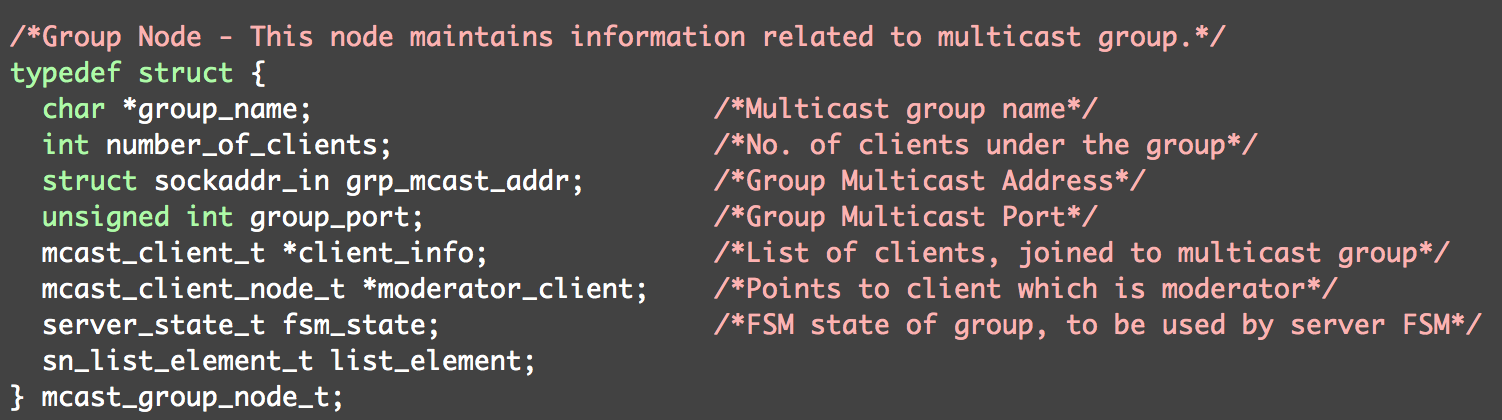 /*Group Node - This node maintains information related to multicast group.*/
typedef struct {
  char *group_name;                         /*Multicast group name*/
  int number_of_clients;                    /*No. of clients under the group*/
  struct sockaddr_in grp_mcast_addr;        /*Group Multicast Address*/
  unsigned int group_port;                  /*Group Multicast Port*/
  mcast_client_t *client_info;              /*List of clients, joined to multicast group*/
  mcast_client_node_t *moderator_client;    /*Points to client which is moderator*/
  server_state_t fsm_state;                 /*FSM state of group, to be used by server FSM*/
  sn_list_element_t list_element;
} mcast_group_node_t;